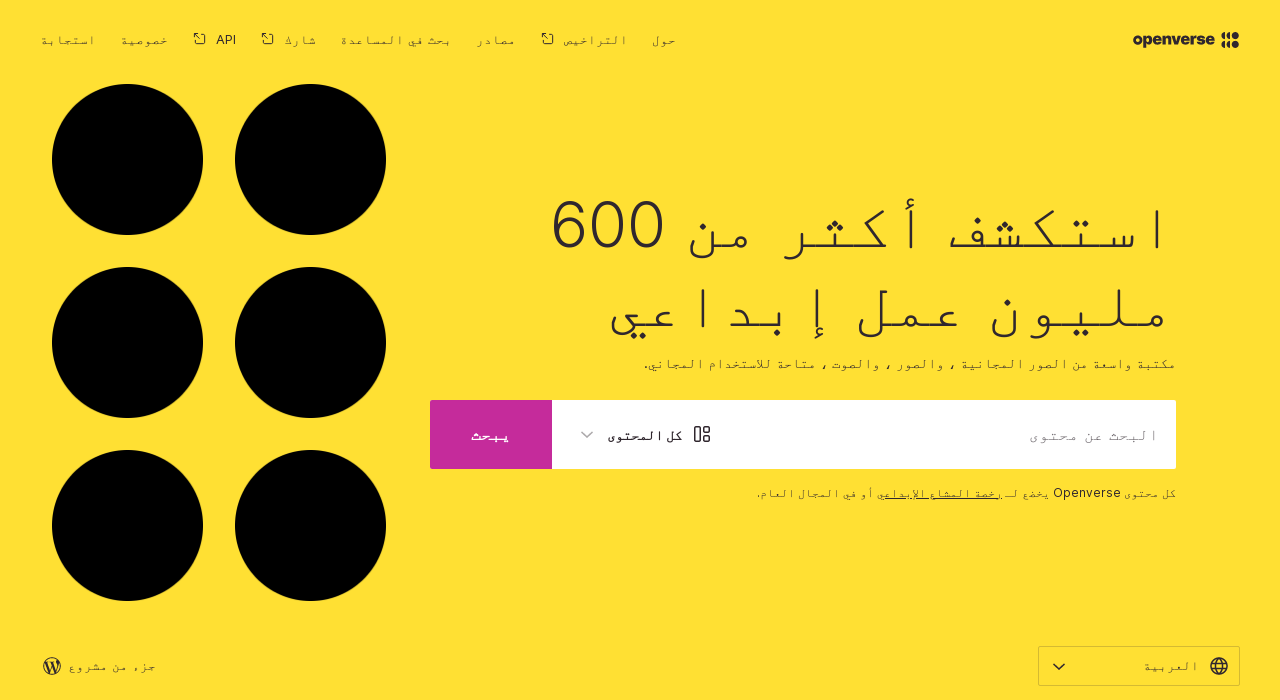 openverse
حول
التراخيص
مصادر
بحث في المساعدة
شارك
API
خصوصية
استجابة
استكشف أكثر من 600
مليون عمل إبداعي
مكتبة واسعة من الصور المجانية ، والصور ، والصوت ، متاحة للاستخدام المجاني.
البحث عن محتوى
كل المحتوى
يبحث
كل محتوى Openverse يخضع لـ رخصة المشاع الإبداعي أو في المجال العام.
العربية
جزء من مشروع